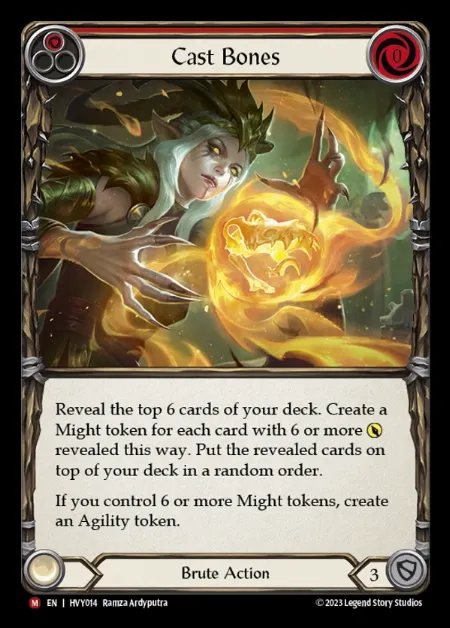 Cast Bones
0
Reveal the top 6 cards of your deck. Create a
Might token for each card with 6 or more
revealed this way. Put the revealed cards on
top of your deck in a random order.
If you control 6 or more Might tokens, create
an Agility token.
Brute Action
3
M EN | HVY014 Ramza Ardyputra
© 2023 Legend Story Studios